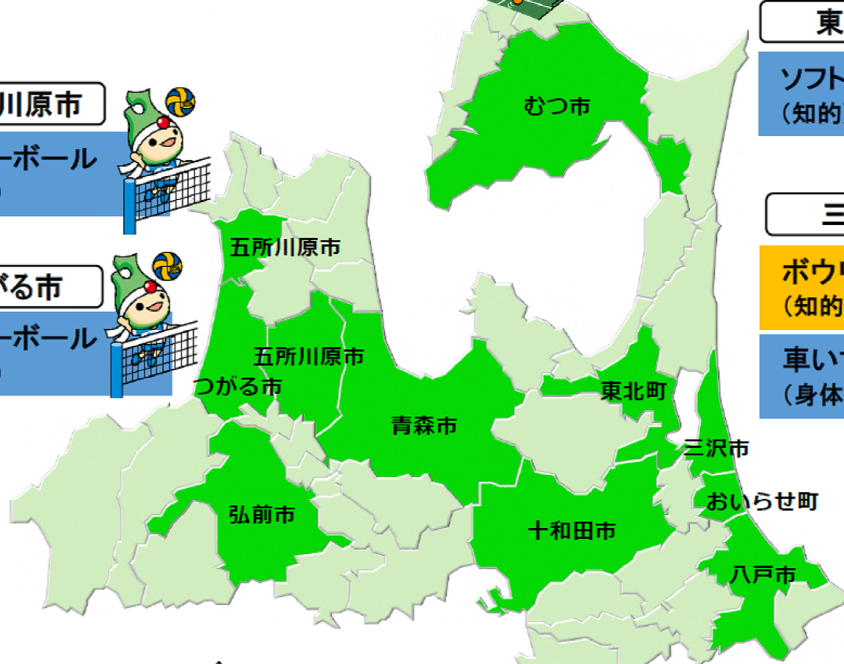 川原市
ーボール
がる市
ーボール
むつ市
五所川原市
五所川原市
つがる市
青森市
東北町
三沢市
おいらせ町
弘前市
十和田市
八戸市
東
ソフト
（知的
三
ボウリ
（知的
車い
（身体